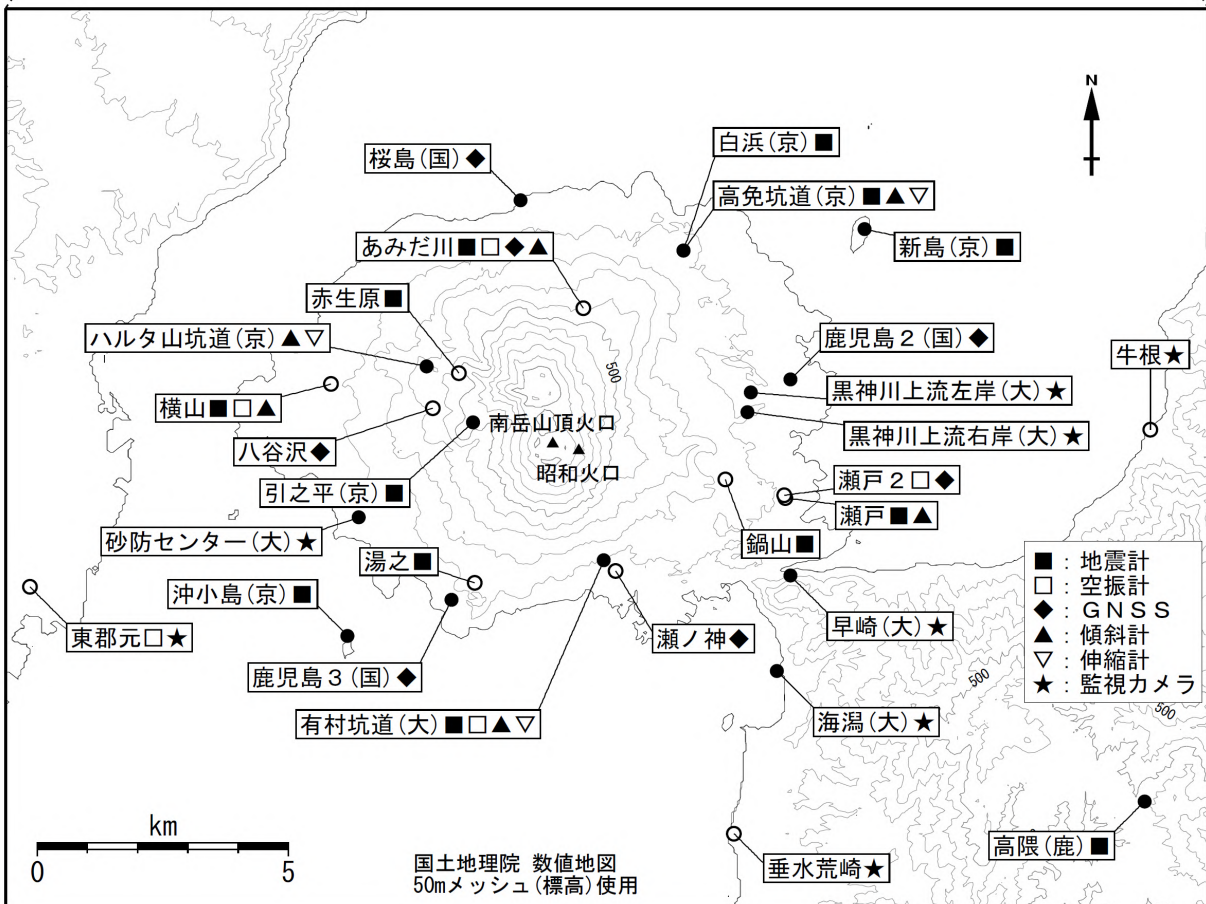 N
白浜(京)■
桜島(国)◆
高免坑道(京)■▲▽
あみだ川■□◆▲
新島(京)■
赤生原■
ハルタ山坑道(京)▲▽
鹿児島2(国)◆
牛根★
500
黒神川上流左岸(大)★
横山■□▲
南岳山頂火口
黒神川上流右岸(大)★
八谷沢◆
昭和火口
瀬戸2□◆
引之平(京)■
瀬戸■▲
砂防センター(大)★
鍋山■
湯之■
■:地震計
□:空振計
◆:GNSS
▲:傾斜計
▽:伸縮計
★:監視カメラ
沖小島(京)■
東郡元□★
瀬ノ神◆
早崎(大)★
鹿児島3(国)◆
500
500
有村坑道(大)■□▲▽
海潟(大)★
km
0 5
高隈(鹿)■
国土地理院 数値地図
50mメッシュ(標高)使用
垂水荒崎★